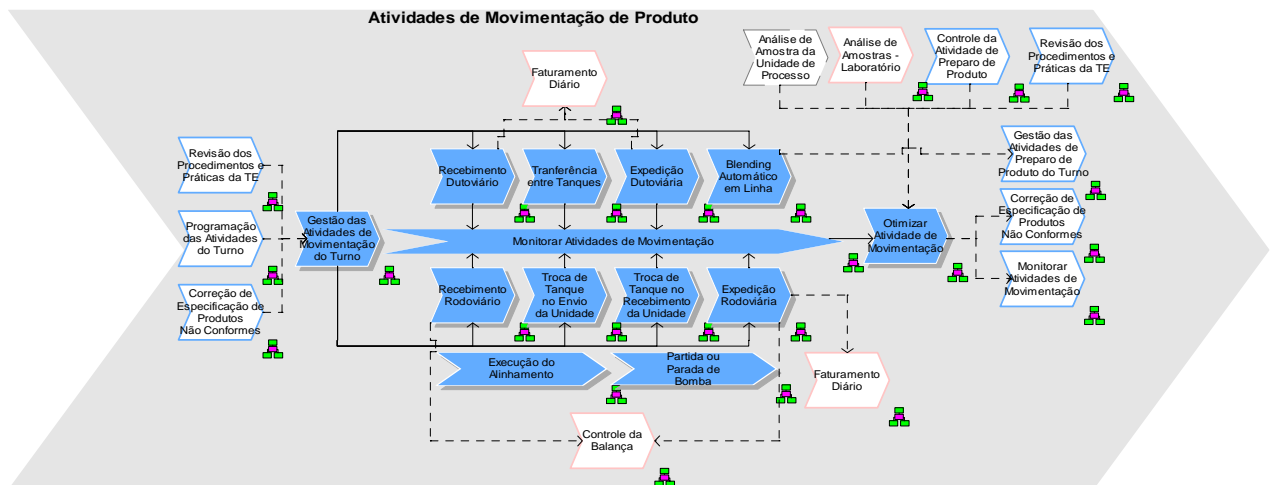 Atividades de Movimentação de Produto
Análise de
Amostra da
Unidade de
Processo
Análise de
Amostras -
Laboratório
Controle da
Atividade de
Preparo de
Produto
Revisão dos
Procedimentos e
Práticas da TE
Faturamento
Diário
Revisão dos
Procedimentos e
Práticas da TE
Recebimento
Dutoviário
Tranferência
entre Tanques
Expedição
Dutoviária
Blending
Automático
em Linha
Gestão das
Atividades de
Preparo de
Produto do Turno
Programação
das Atividades
do Turno
Gestão das
Atividades de
Movimentação
do Turno
Monitorar Atividades de Movimentação
Otimizar
Atividade de
Movimentação
Correção de
Especificação de
Produtos
Não Conformes
Correção de
Especificação de
Produtos
Não Conformes
Recebimento
Rodoviário
Troca de
Tanque
no Envio
da Unidade
Troca de
Tanque no
Recebimento
da Unidade
Expedição
Rodoviária
Monitorar
Atividades de
Movimentação
Execução do
Alinhamento
Partida ou
Parada de
Bomba
Faturamento
Diário
Controle da
Balança